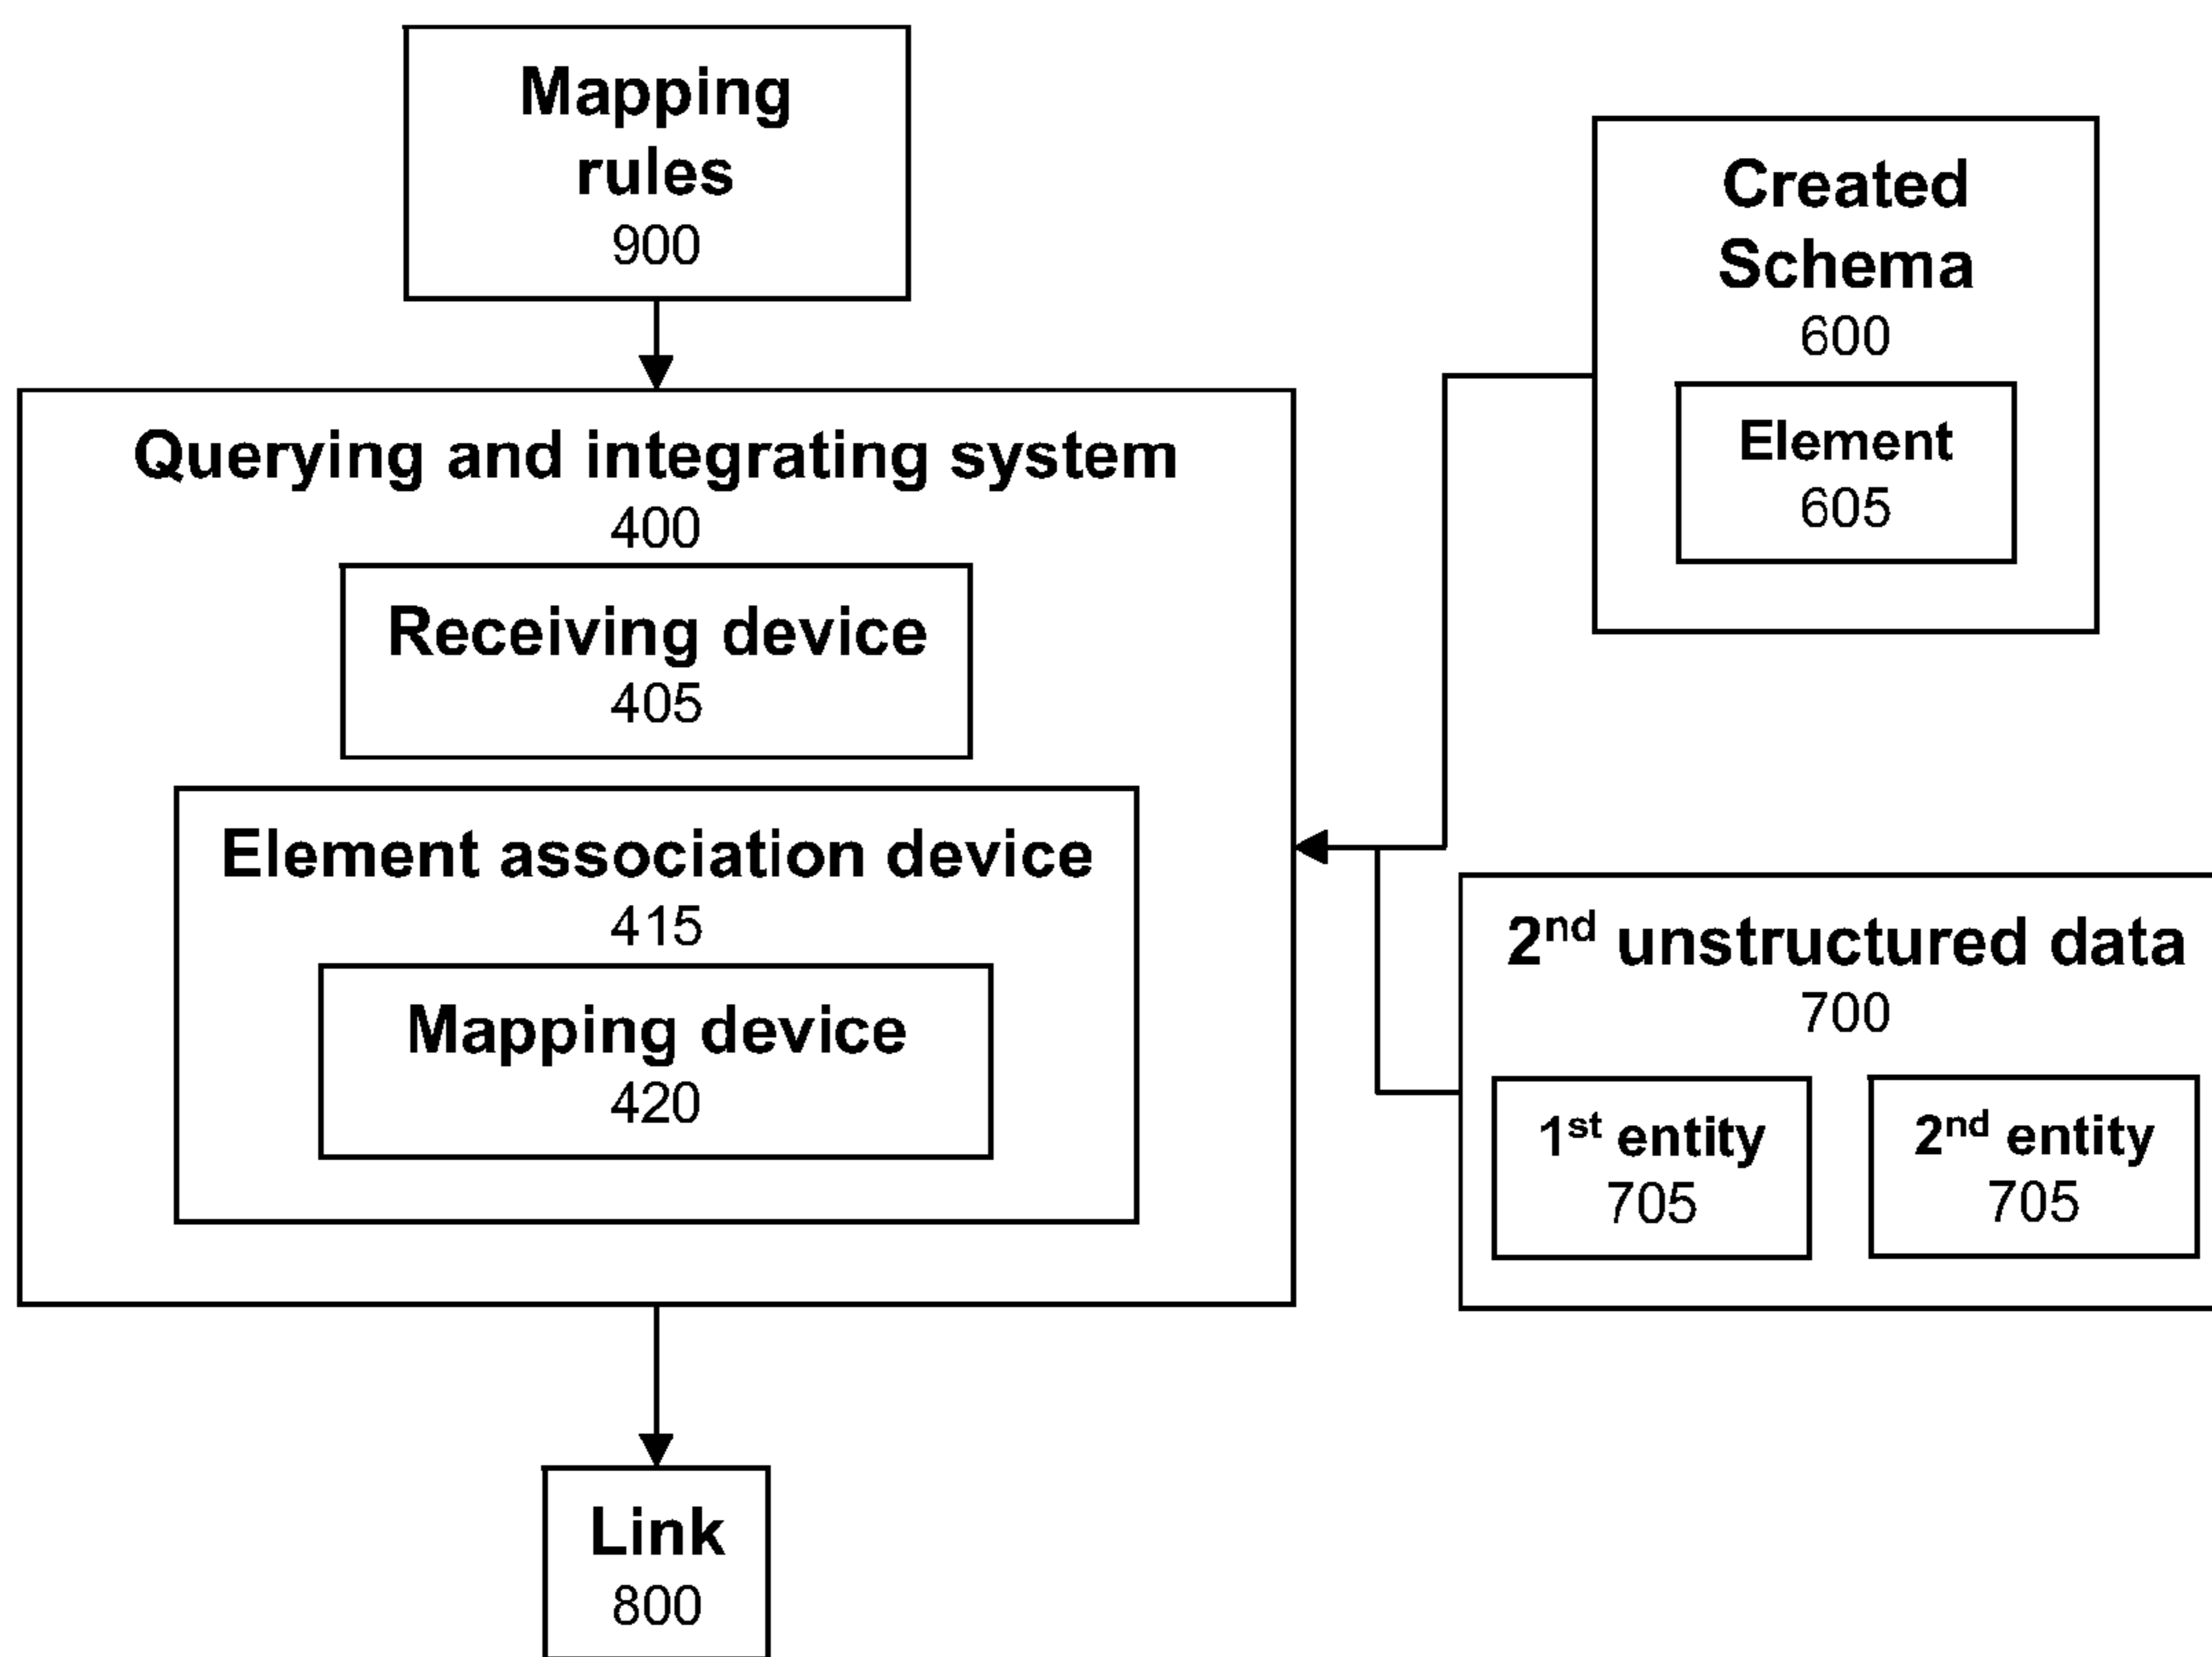 Mapping
rules
900
Querying and integrating system
400
Receiving device
405
Element association device
415
Mapping device
420
Link
800
Created
Schema
600
Element
605
2nd unstructured data
700
1st entity
705
2nd entity
705